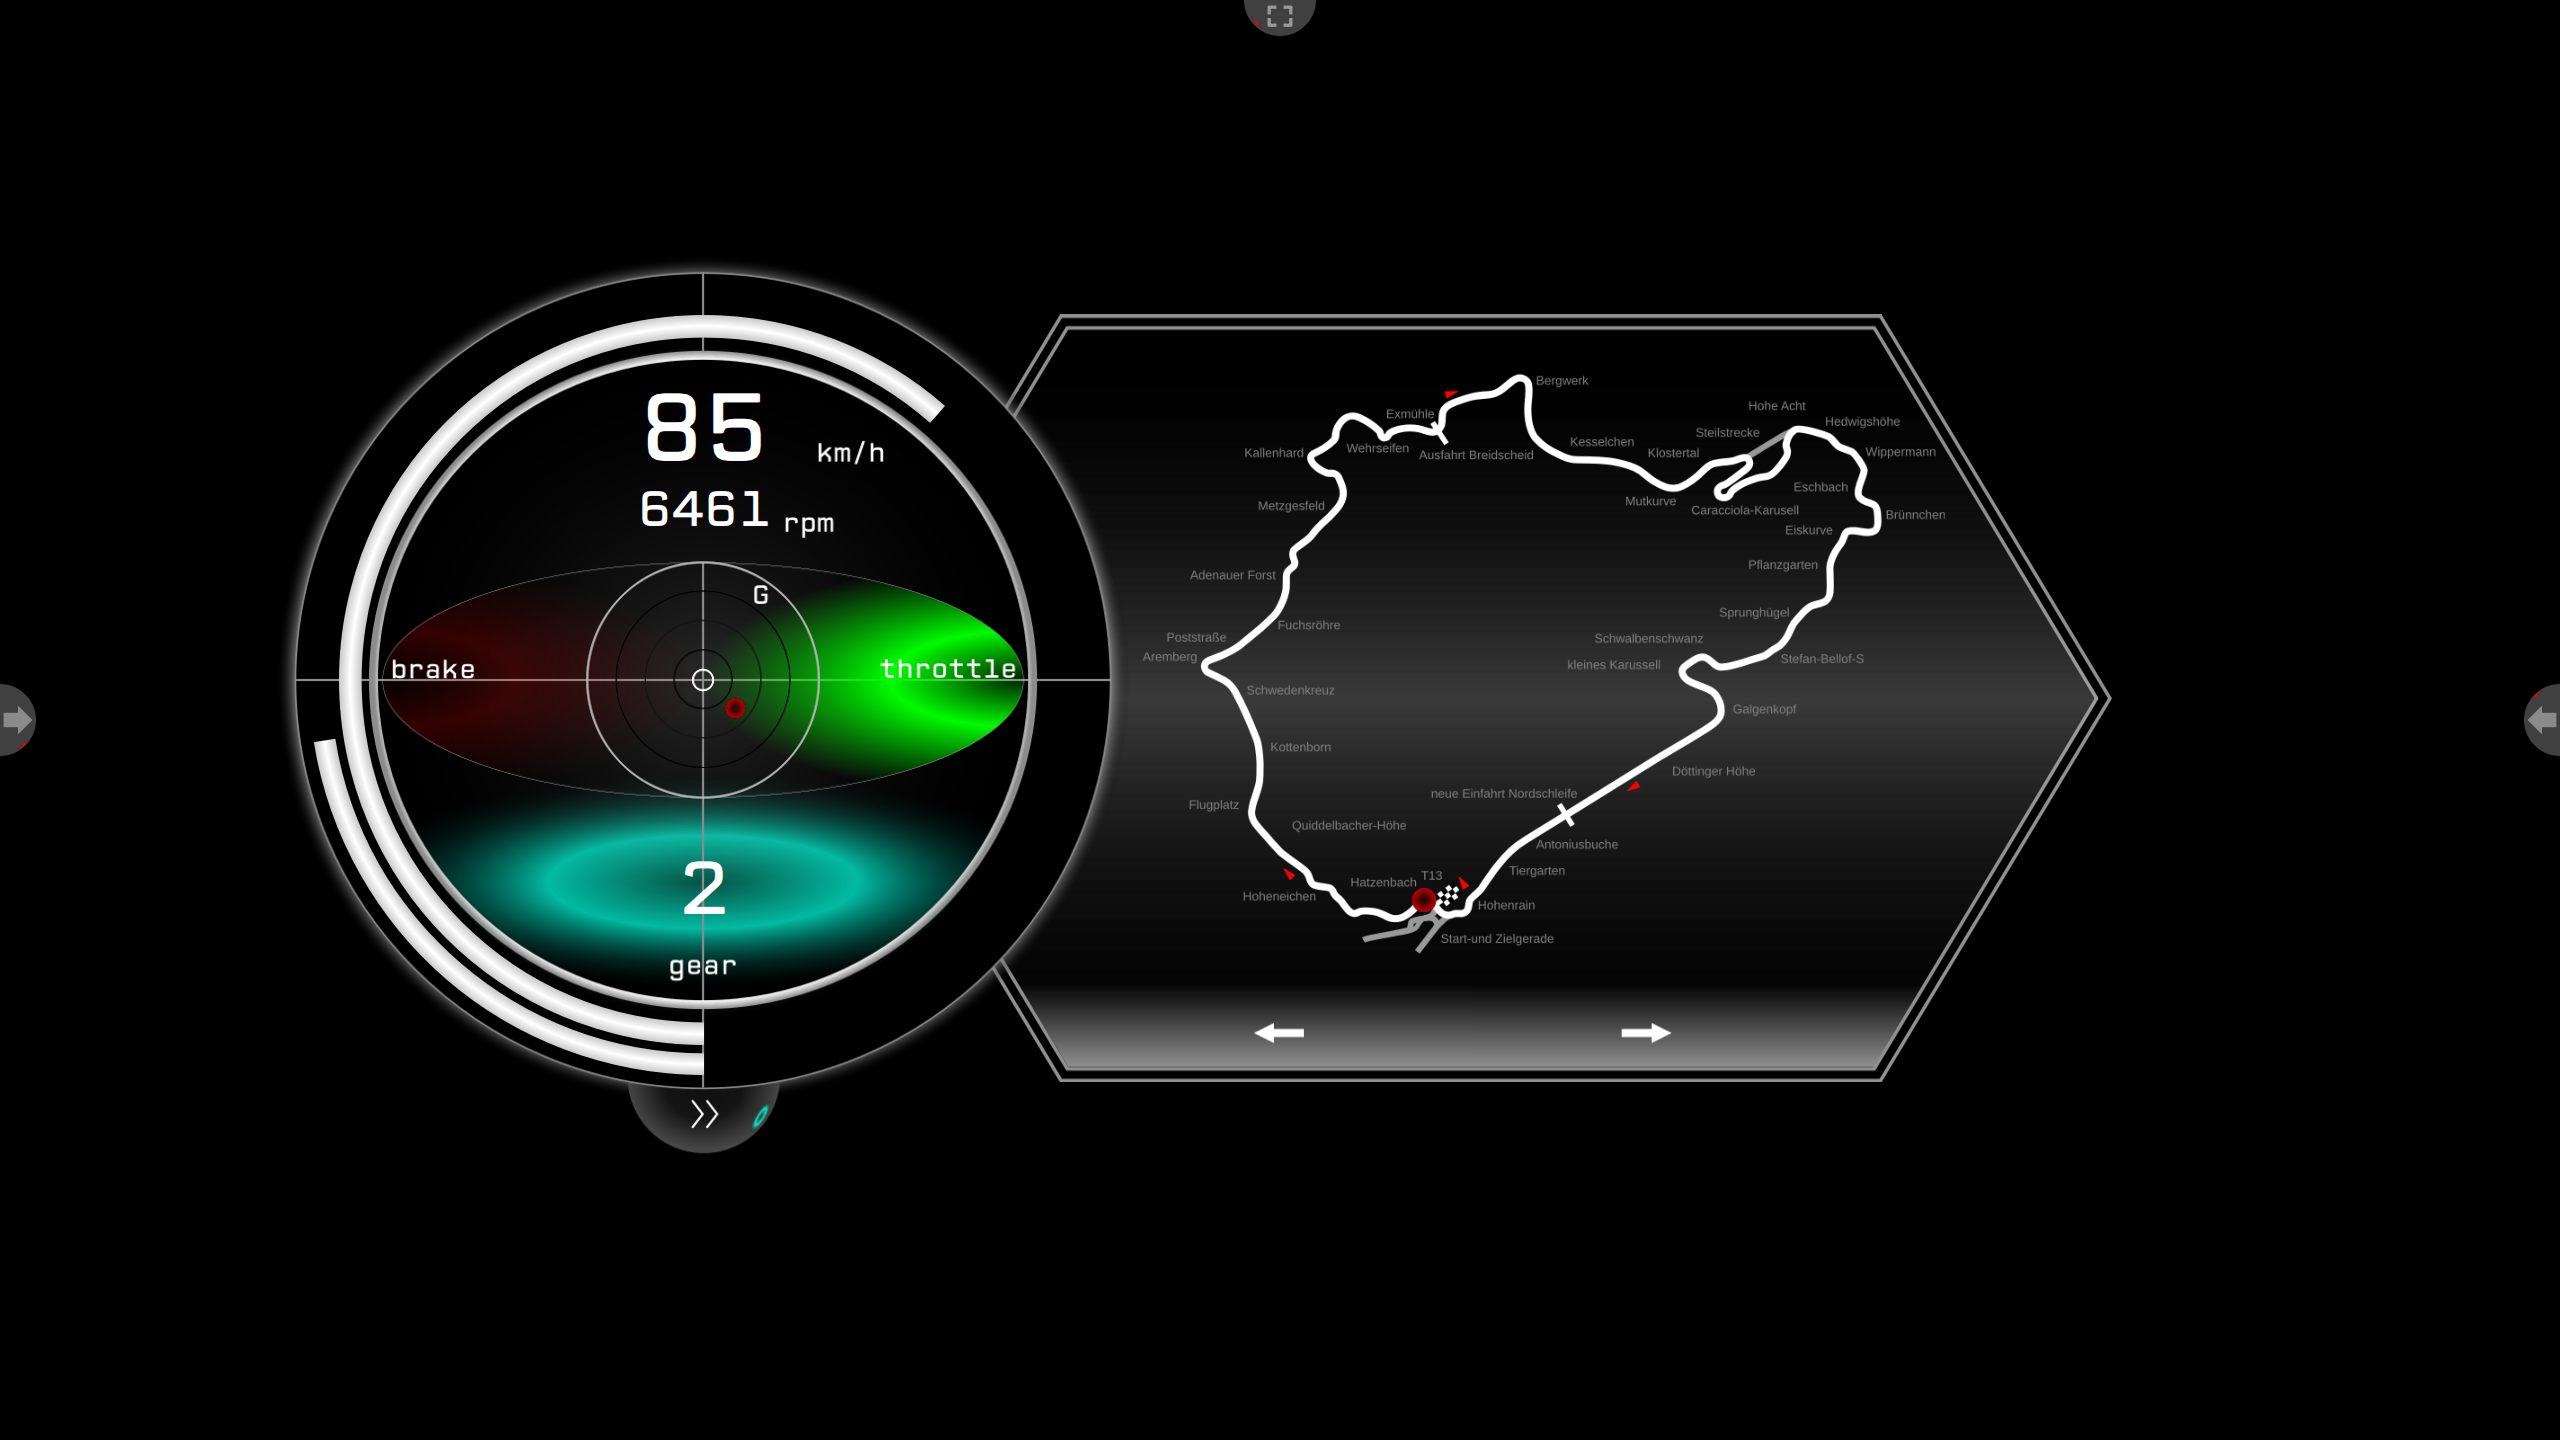 85 km/h
6461 rpm
G
brake
throttle
2
gear
Bergwerk
Hohe Acht
Exmühle
Hedwigshöhe
Steilstrecke
Kesselchen
Wehrseifen
Kallenhard
Ausfahrt Breidscheid
Klostertal
Wippermann
Eschbach
Mutkurve
Metzgesfeld
Caracciola-Karusell
Brünnchen
Eiskurve
Pflanzgarten
Adenauer Forst
Sprunghügel
Fuchsröhre
Poststraße
Schwalbenschwanz
Aremberg
kleines Karussell
Stefan-Bellof-S
Schwedenkreuz
Galgenkopf
Kottenborn
Döttinger Höhe
neue Einfahrt Nordschleife
Flugplatz
Quiddelbacher-Höhe
Antoniusbuche
Tiergarten
T13
Hatzenbach
Hoheneichen
Hohenrain
Start-und Zielgerade